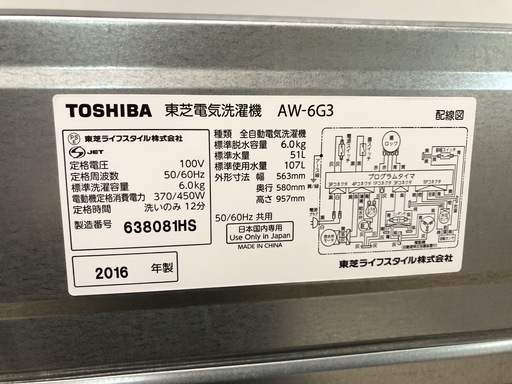 TOSHIBA 東芝電気洗濯機 AW-6G3
配線図
東芝ライフスタイル株式会社
JET
定格電圧 100V
定格周波数 50/60Hz
標準洗濯容量 6.0kg
電動機定格消費電力 370/450W
定格時間 洗いのみ 12分
製造番号 638081HS
2016 年製
種類 全自動電気洗濯機
標準脱水容量 6.0kg
標準水量 51L
標準使用水量 107L
外形寸法 幅 563mm
奥行 580mm
高さ 957mm
50/60Hz 共用
日本国内専用
Use Only in Japan
MADE IN CHINA
プログラムタイマ
東芝ライフスタイル株式会社